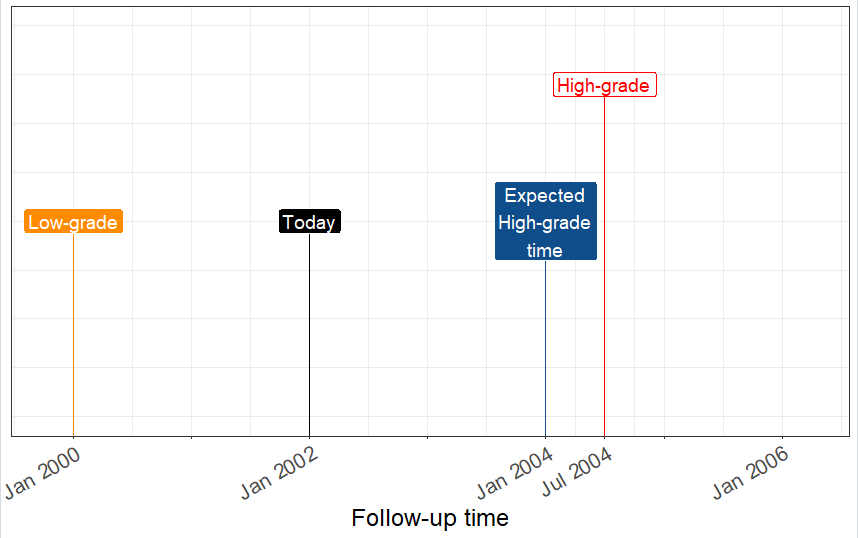 High-grade
Expected
High-grade
time
Low-grade
Today
Jan 2000
Jan 2002
Jan 2004
Jul 2004
Jan 2006
Follow-up time